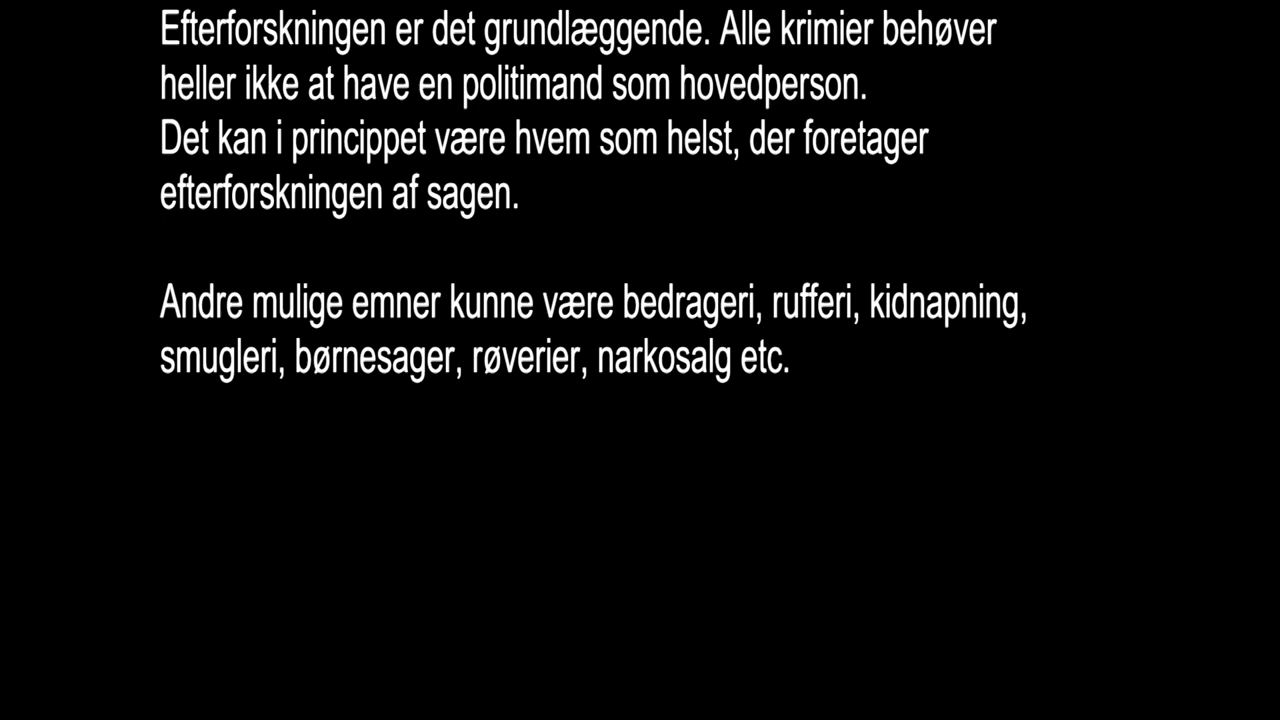 Efterforskningen er det grundlæggende. Alle krimier behøver
heller ikke at have en politimand som hovedperson.
Det kan i princippet være hvem som helst, der foretager
efterforskningen af sagen.
Andre mulige emner kunne være bedrageri, rufferi, kidnapning,
smugleri, børnesager, røverier, narkosalg etc.